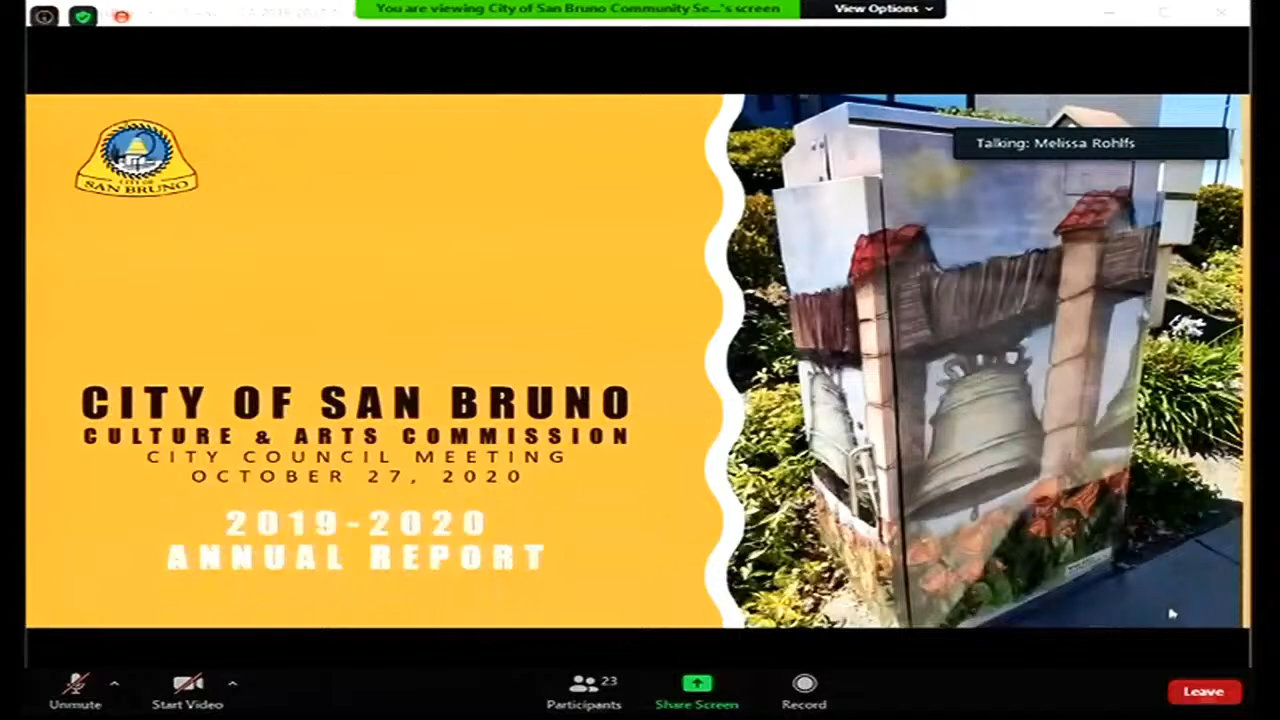 You are viewing City of San Bruno Community Se...'s screen
View Options
Talking: Melissa Rohlfs
CITY OF
SAN BRUNO
CITY OF SAN BRUNO
CULTURE & ARTS COMMISSION
CITY COUNCIL MEETING
OCTOBER 27, 2020
2019-2020
ANNUAL REPORT
Unmute
Start Video
Participants
23
Share Screen
Record
Leave